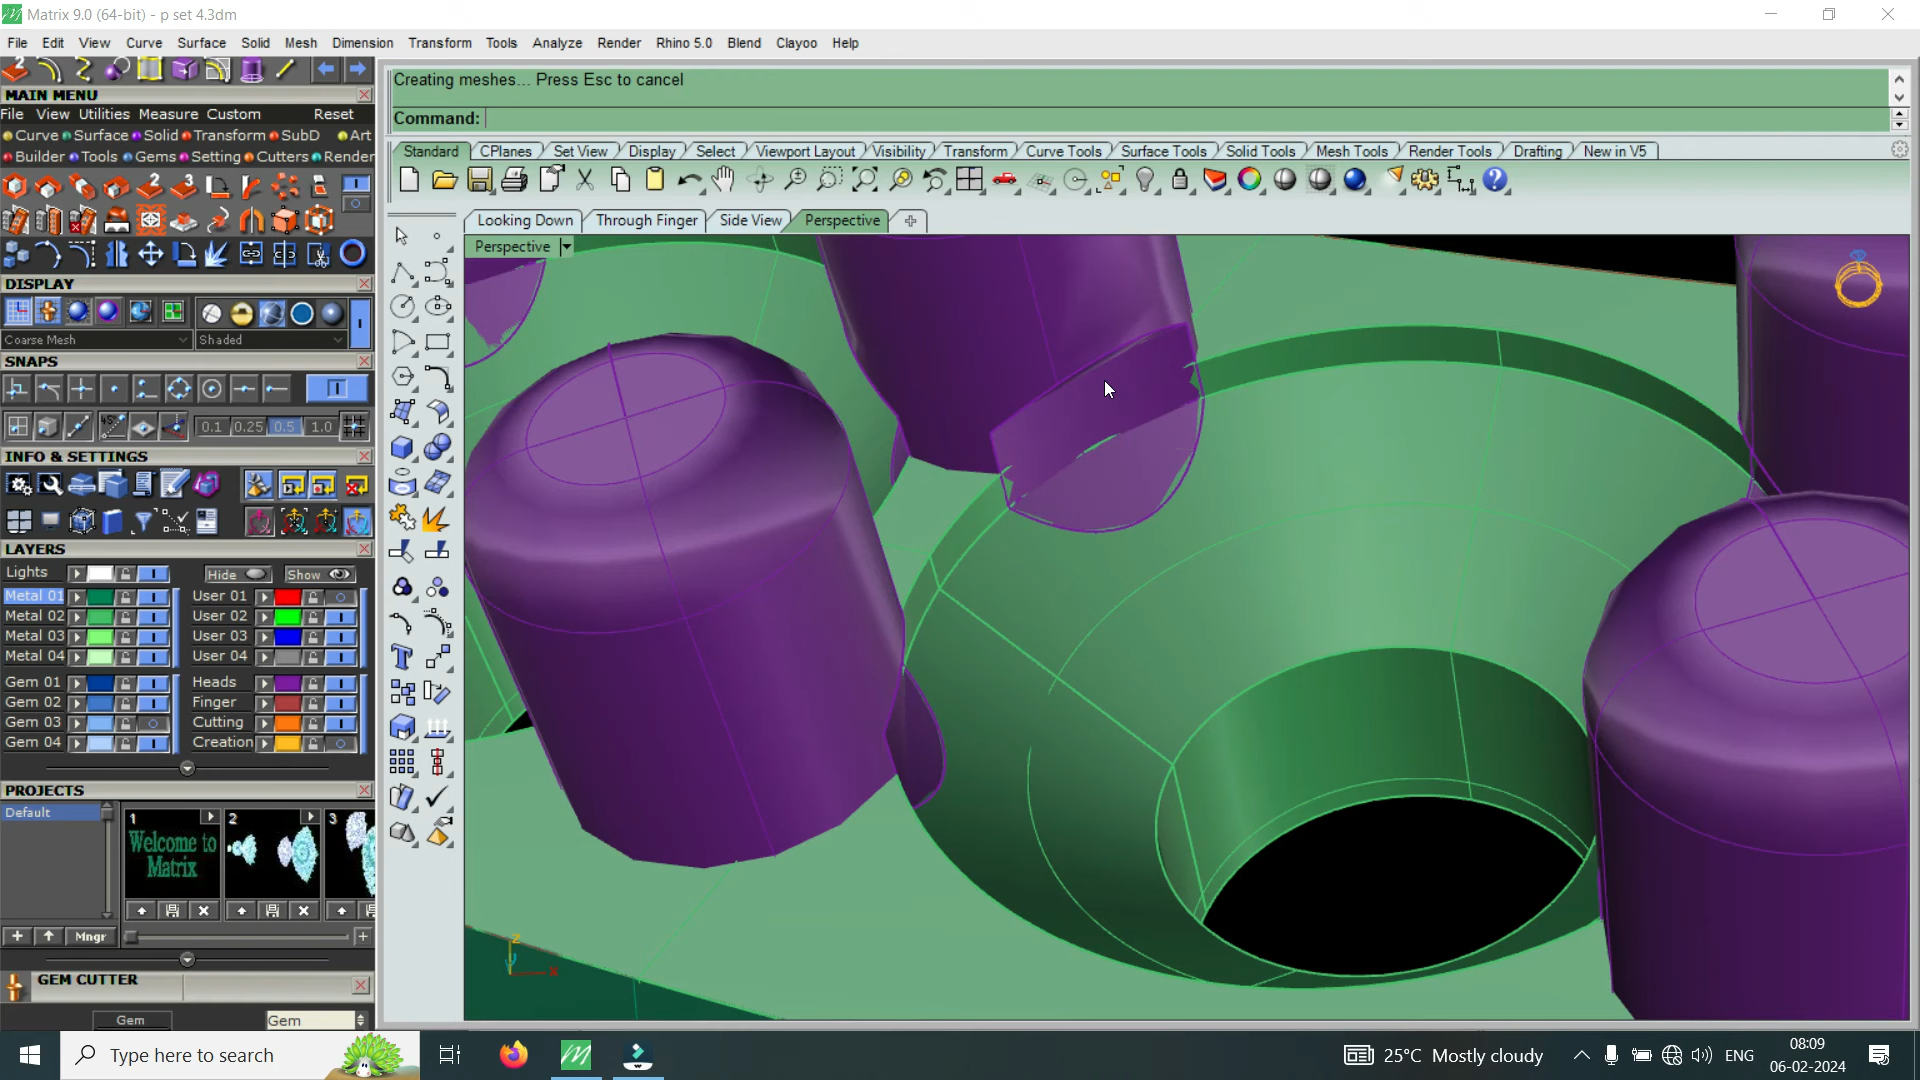 Matrix 9.0 (64-bit) - p set 4.3dm
File Edit View Curve Surface Solid Mesh Dimension Transform Tools Analyze Render Rhino 5.0 Blend Clayoo Help
MAIN MENU
File View Utilities Measure Custom Reset
Curve Surface Solid Transform SubD Art
Builder Tools Gems Setting Cutters Render
Creating meshes... Press Esc to cancel
Command:
Standard CPlanes Set View Display Select Viewport Layout Visibility Transform Curve Tools Surface Tools Solid Tools Mesh Tools Render Tools Drafting New in V5
Looking Down Through Finger Side View Perspective
Perspective
DISPLAY
Coarse Mesh Shaded
SNAPS
0.1 0.25 0.5 1.0
INFO & SETTINGS
LAYERS
Lights Hide Show
Metal 01 User 01
Metal 02 User 02
Metal 03 User 03
Metal 04 User 04
Gem 01 Heads
Gem 02 Finger
Gem 03 Cutting
Gem 04 Creation
PROJECTS
Default
1 2 3
Welcome to
Matrix
Mngr
GEM CUTTER
Gem Gem
z
y x
Type here to search
25°C Mostly cloudy
ENG
08:09
06-02-2024